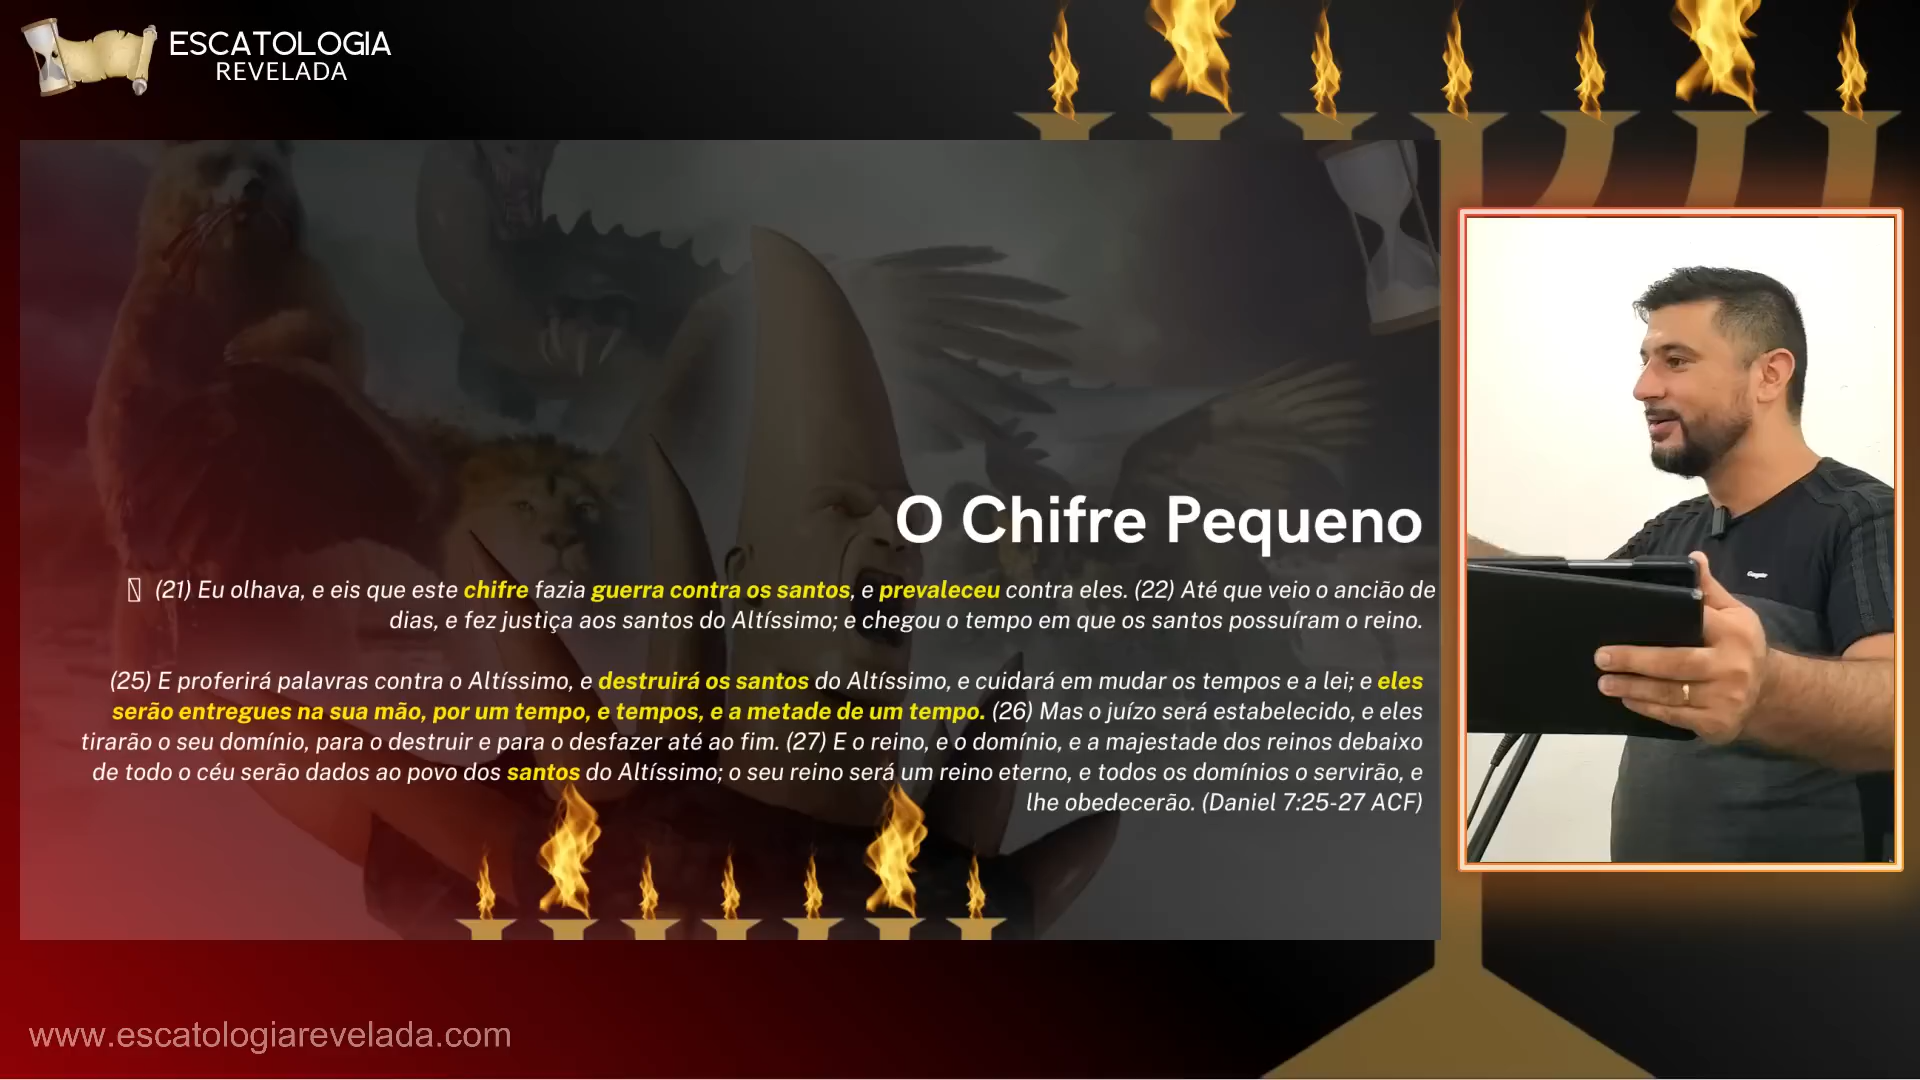 ESCATOLOGIA
REVELADA
O Chifre Pequeno
(21) Eu olhava, e eis que este chifre fazia guerra contra os santos, e prevaleceu contra eles. (22) Até que veio o ancião de
dias, e fez justiça aos santos do Altíssimo; e chegou o tempo em que os santos possuíram o reino.
(25) E proferirá palavras contra o Altíssimo, e destruirá os santos do Altíssimo, e cuidará em mudar os tempos e a lei; e eles
serão entregues na sua mão, por um tempo, e tempos, e a metade de um tempo. (26) Mas o juízo será estabelecido, e eles
tirarão o seu domínio, para o destruir e para o desfazer até ao fim. (27) E o reino, e o domínio, e a majestade dos reinos debaixo
de todo o céu serão dados ao povo dos santos do Altíssimo; o seu reino será um reino eterno, e todos os domínios o servirão, e
lhe obedecerão. (Daniel 7:25-27 ACF)
www.escatologiarevelada.com